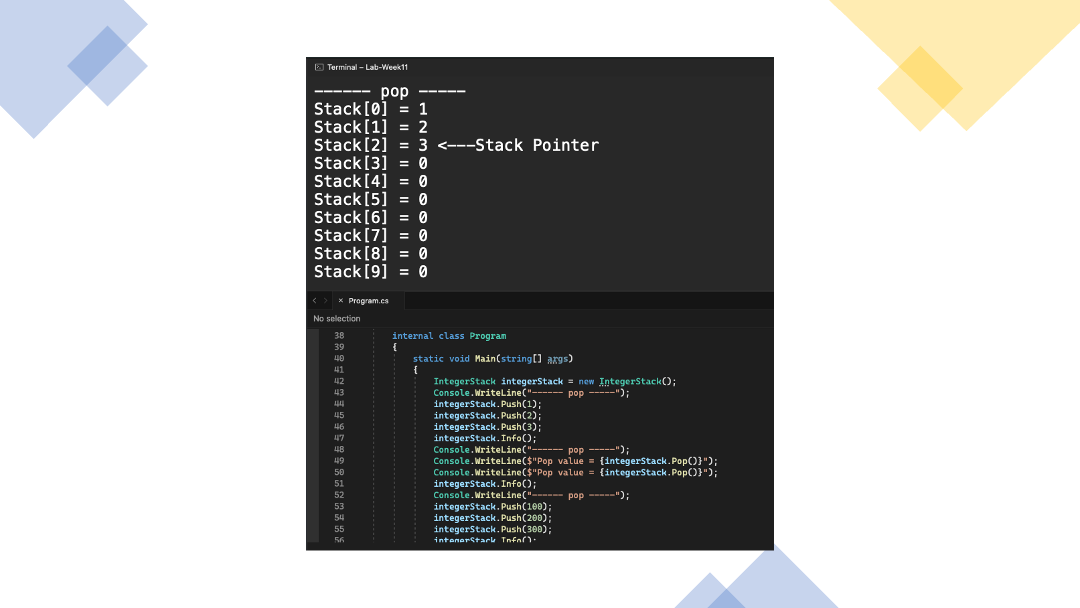 Terminal – Lab-Week11
------ pop -----
Stack[0] = 1
Stack[1] = 2
Stack[2] = 3 <---Stack Pointer
Stack[3] = 0
Stack[4] = 0
Stack[5] = 0
Stack[6] = 0
Stack[7] = 0
Stack[8] = 0
Stack[9] = 0
< > × Program.cs
No selection
38 internal class Program
39 {
40 static void Main(string[] args)
41 {
42 IntegerStack integerStack = new IntegerStack();
43 Console.WriteLine("------ pop -----");
44 integerStack.Push(1);
45 integerStack.Push(2);
46 integerStack.Push(3);
47 integerStack.Info();
48 Console.WriteLine("------ pop -----");
49 Console.WriteLine($"Pop value = {integerStack.Pop()}");
50 Console.WriteLine($"Pop value = {integerStack.Pop()}");
51 integerStack.Info();
52 Console.WriteLine("------ pop -----");
53 integerStack.Push(100);
54 integerStack.Push(200);
55 integerStack.Push(300);
56 integerStack.Info();